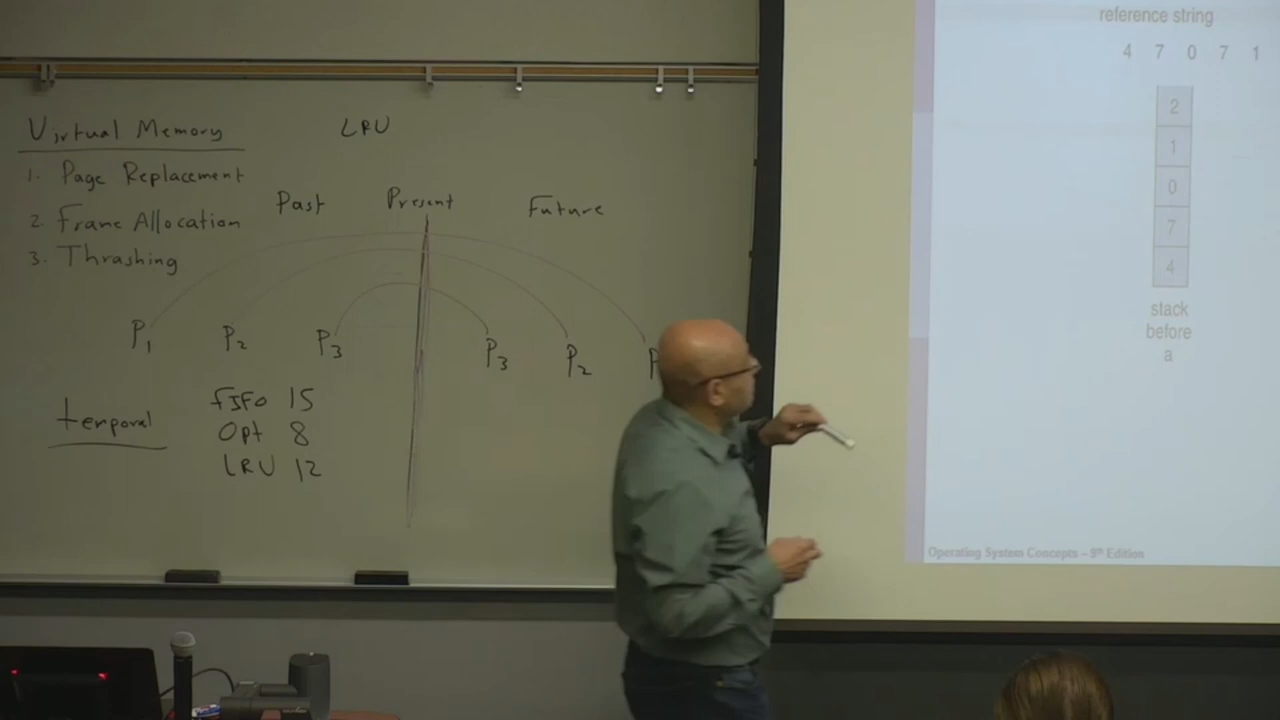 Virtual Memory
1. Page Replacement
2. Frame Allocation
3. Thrashing
LRU
Past Present Future
P1 P2 P3 P3 P2 P
temporal
FIFO 15
Opt 8
LRU 12
reference string
4 7 0 7 1
2
1
0
7
4
stack
before
a
Operating System Concepts – 9th Edition